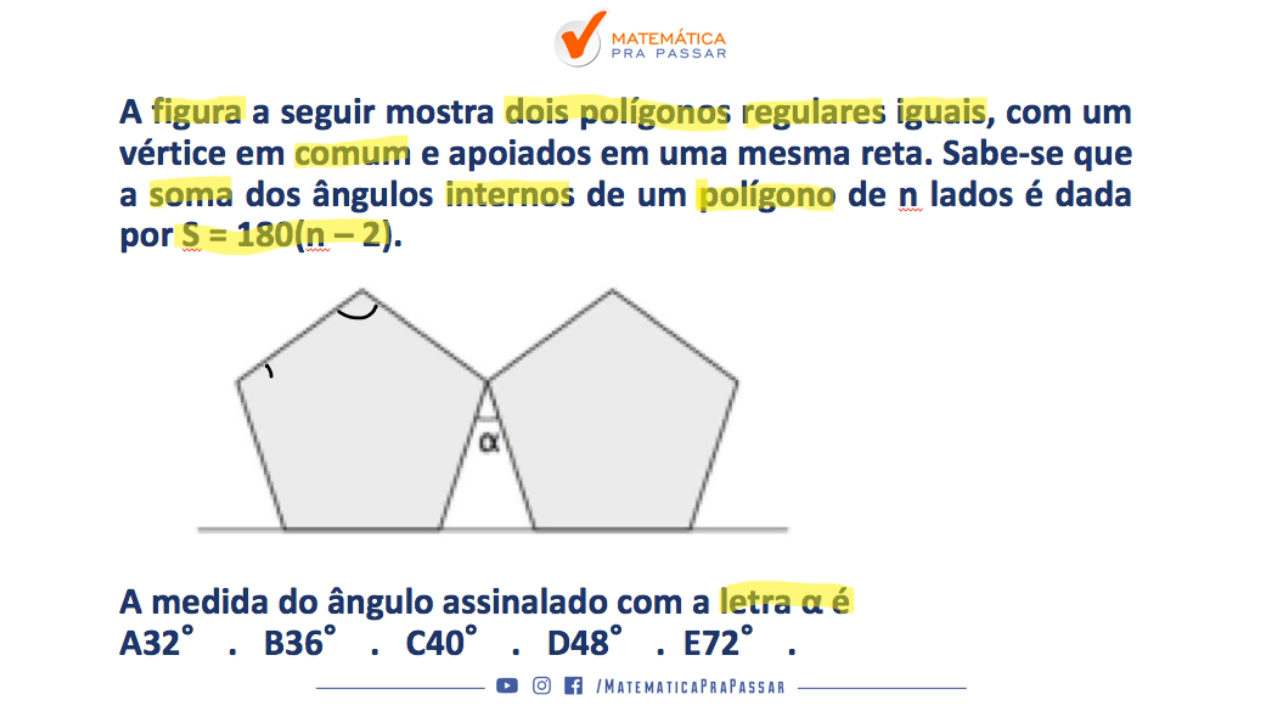 MATEMÁTICA
PRA PASSAR
A figura a seguir mostra dois polígonos regulares iguais, com um
vértice em comum e apoiados em uma mesma reta. Sabe-se que
a soma dos ângulos internos de um polígono de n lados é dada
por S = 180(n – 2).
α
A medida do ângulo assinalado com a letra α é
A32° . B36° . C40° . D48° . E72° .
/MATEMATICAPRAPASSAR